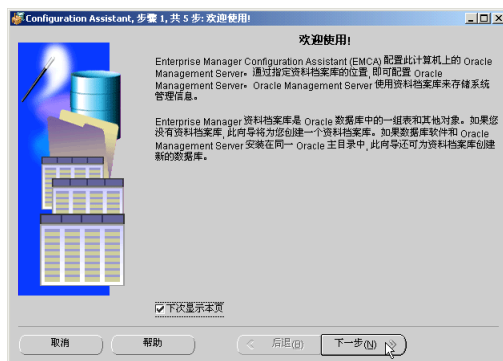 Configuration Assistant, 步骤 1, 共 5 步: 欢迎使用!
欢迎使用!
Enterprise Manager Configuration Assistant (EMCA) 配置此计算机上的 Oracle
Management Server。通过指定资料档案库的位置, 即可配置 Oracle
Management Server。Oracle Management Server 使用资料档案库来存储系统
管理信息。
Enterprise Manager 资料档案库是 Oracle 数据库中的一组表和其他对象。如果您
没有资料档案库, 此向导将为您创建一个资料档案库。如果数据库软件和 Oracle
Management Server 安装在同一 Oracle 主目录中, 此向导还可为资料档案库创建
新的数据库。
下次显示本页
取消 帮助 后退(B) 下一步(N)